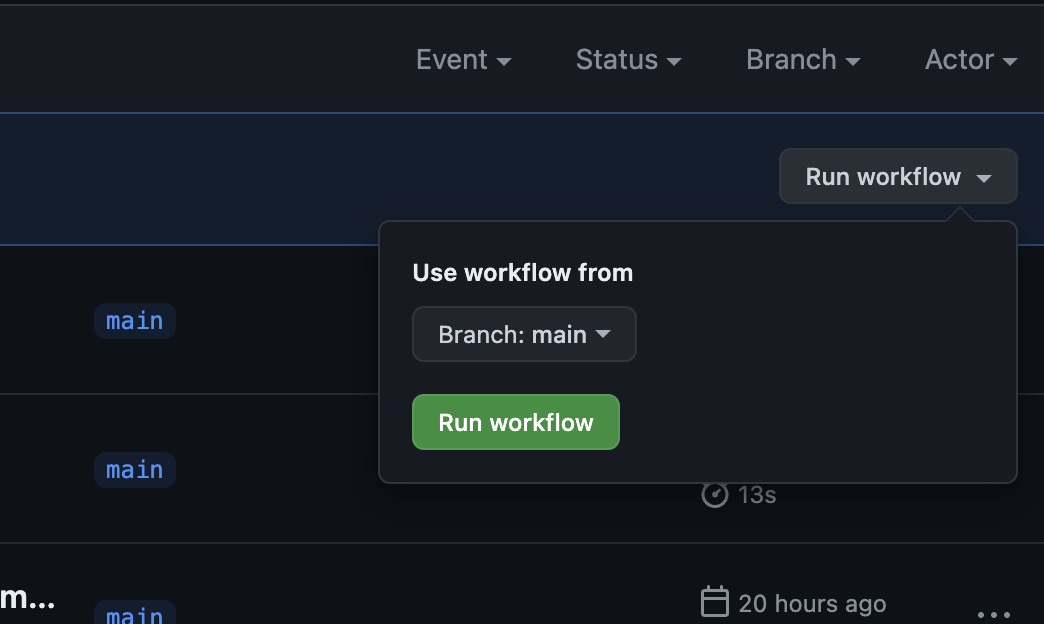 Event Status Branch Actor
Run workflow
Use workflow from
main
Branch: main
Run workflow
main
13s
m...
main
20 hours ago